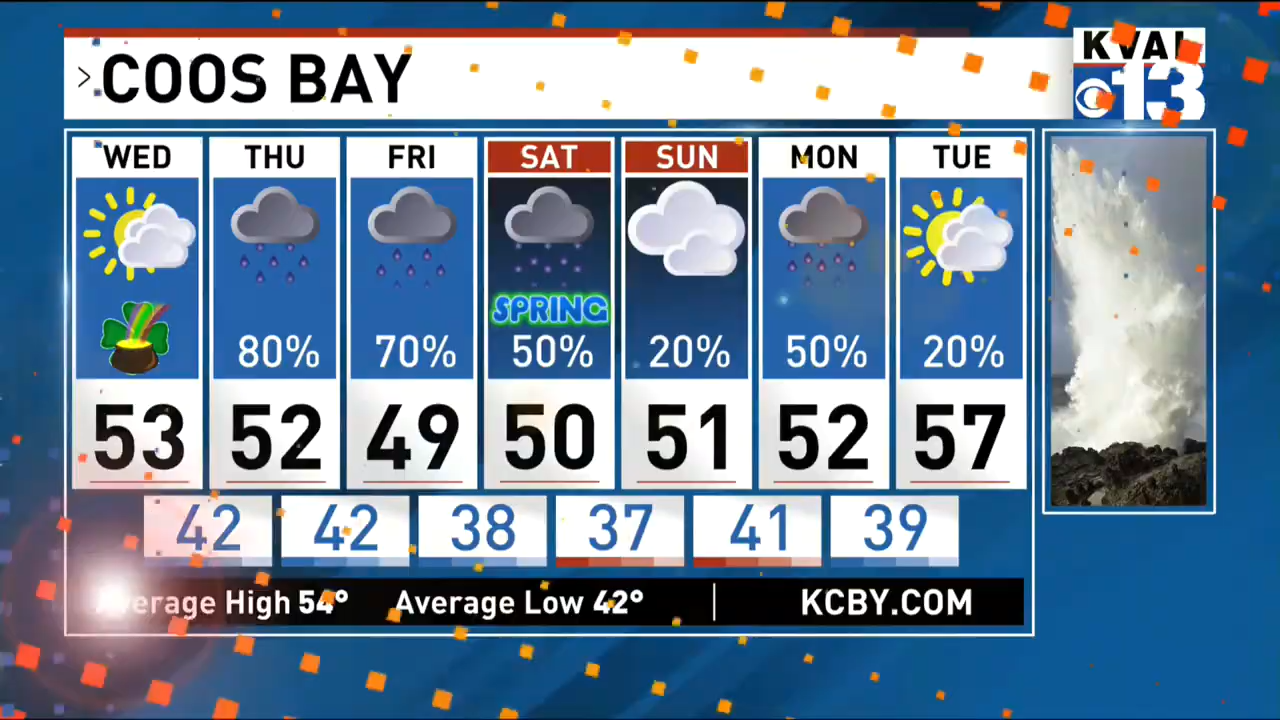 > COOS BAY
KVAL
13
WED THU FRI SAT SUN MON TUE
SPRING
80% 70% 50% 20% 50% 20%
53 52 49 50 51 52 57
42 42 38 37 41 39
Average High 54° Average Low 42° | KCBY.COM